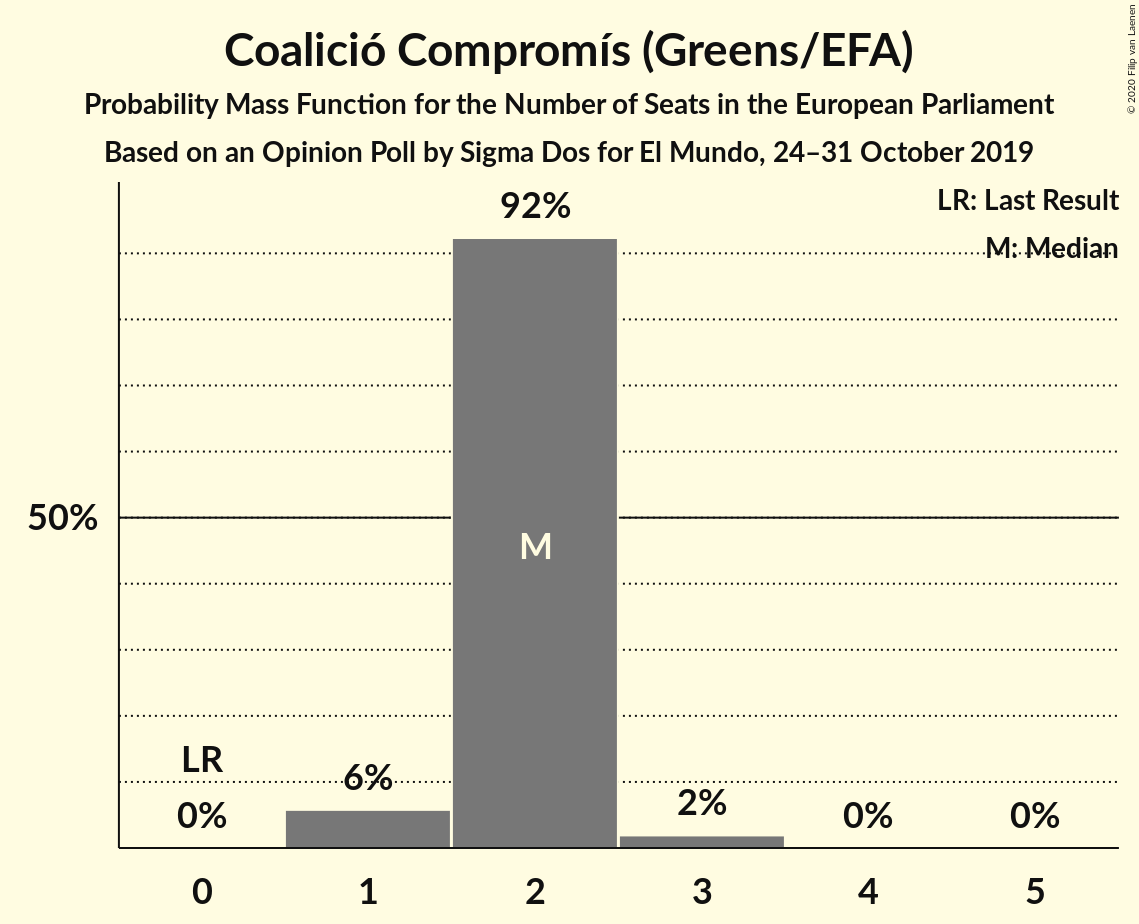 Coalició Compromís (Greens/EFA)
Probability Mass Function for the Number of Seats in the European Parliament
Based on an Opinion Poll by Sigma Dos for El Mundo, 24–31 October 2019
© 2020 Filip van Laenen
LR: Last Result
M: Median
92%
50%
M
LR
0%
6%
2%
0%
0%
0 1 2 3 4 5